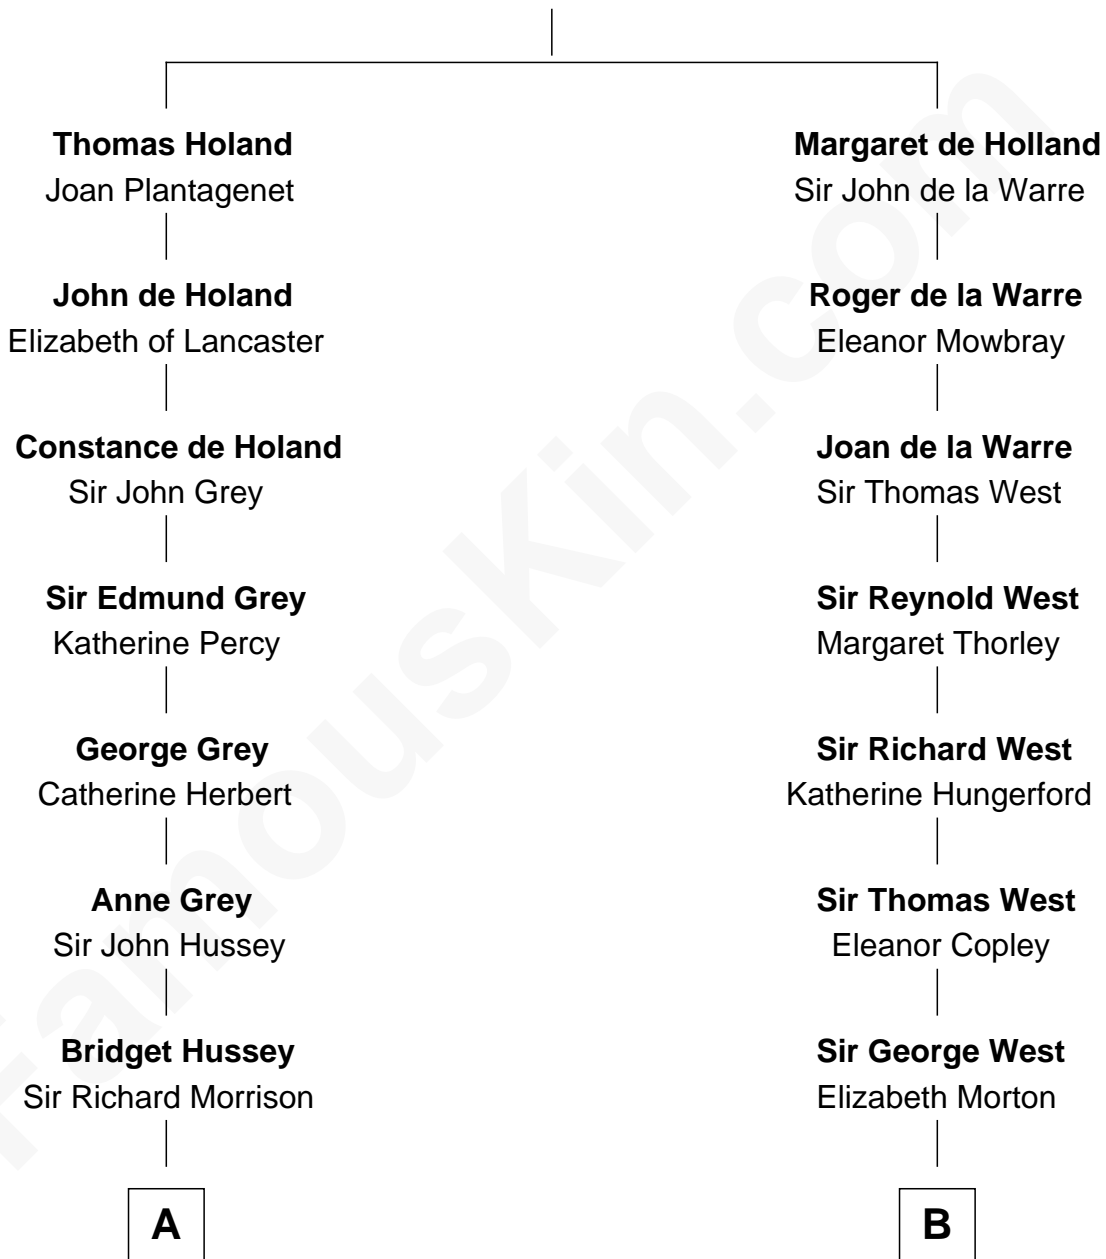 Thomas Holand
Joan Plantagenet
Margaret de Holland
Sir John de la Warre
John de Holand
Elizabeth of Lancaster
Roger de la Warre
Eleanor Mowbray
Constance de Holand
Sir John Grey
Joan de la Warre
Sir Thomas West
Sir Edmund Grey
Katherine Percy
Sir Reynold West
Margaret Thorley
George Grey
Catherine Herbert
Sir Richard West
Katherine Hungerford
Anne Grey
Sir John Hussey
Sir Thomas West
Eleanor Copley
Bridget Hussey
Sir Richard Morrison
Sir George West
Elizabeth Morton
A
B
FamousKin.com